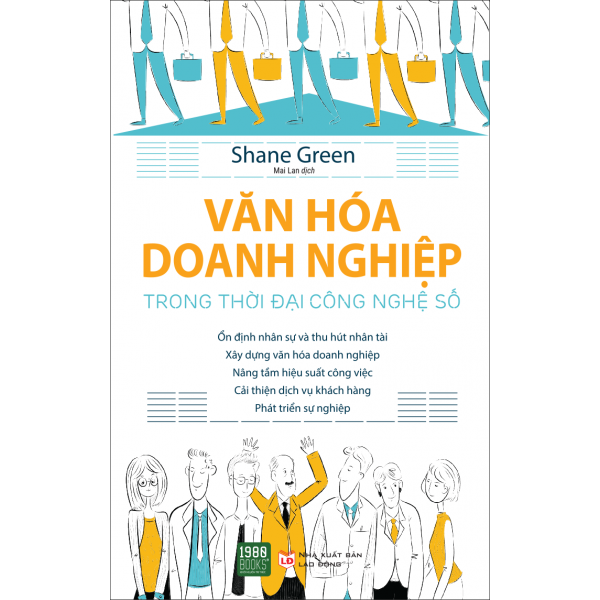 Shane Green
Mai Lan dịch
VĂN HÓA
DOANH NGHIỆP
TRONG THỜI ĐẠI CÔNG NGHỆ SỐ
Ổn định nhân sự và thu hút nhân tài
Xây dựng văn hóa doanh nghiệp
Nâng tầm hiệu suất công việc
Cải thiện dịch vụ khách hàng
Phát triển sự nghiệp
1980
BOOKS
LĐ
NHÀ XUẤT BẢN
LAO ĐỘNG